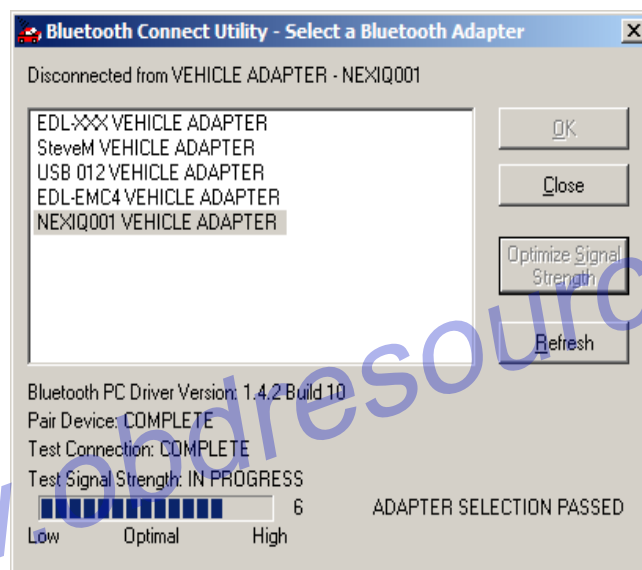 Bluetooth Connect Utility - Select a Bluetooth Adapter
Disconnected from VEHICLE ADAPTER - NEXIQ001
EDL-XXX VEHICLE ADAPTER
SteveM VEHICLE ADAPTER
USB 012 VEHICLE ADAPTER
EDL-EMC4 VEHICLE ADAPTER
NEXIQ001 VEHICLE ADAPTER
OK
Close
Optimize Signal
Strength
Refresh
Bluetooth PC Driver Version: 1.4.2 Build 10
Pair Device: COMPLETE
Test Connection: COMPLETE
Test Signal Strength: IN PROGRESS
6 ADAPTER SELECTION PASSED
Low Optimal High
w.obdresourc